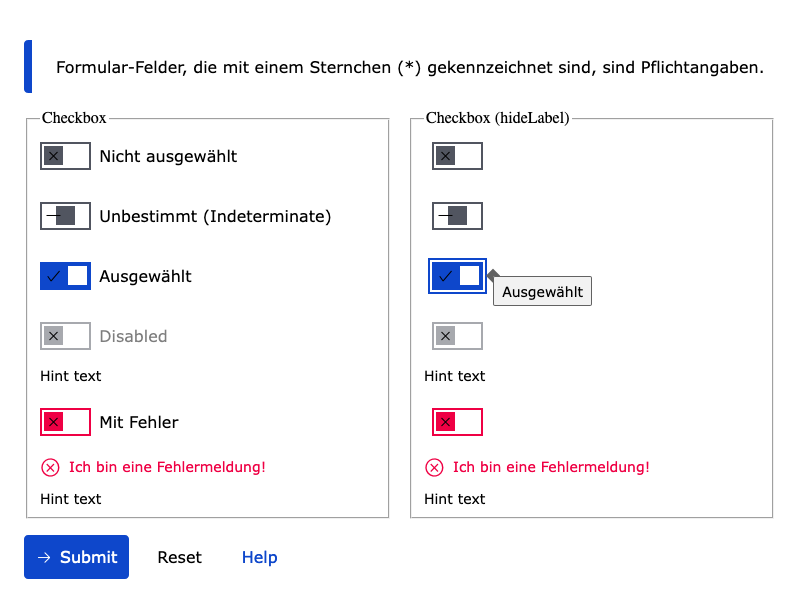 Formular-Felder, die mit einem Sternchen (*) gekennzeichnet sind, sind Pflichtangaben.
Checkbox
Nicht ausgewählt
Unbestimmt (Indeterminate)
Ausgewählt
Disabled
Hint text
Mit Fehler
Ich bin eine Fehlermeldung!
Hint text
Checkbox (hideLabel)
Ausgewählt
Hint text
Ich bin eine Fehlermeldung!
Hint text
Submit
Reset
Help